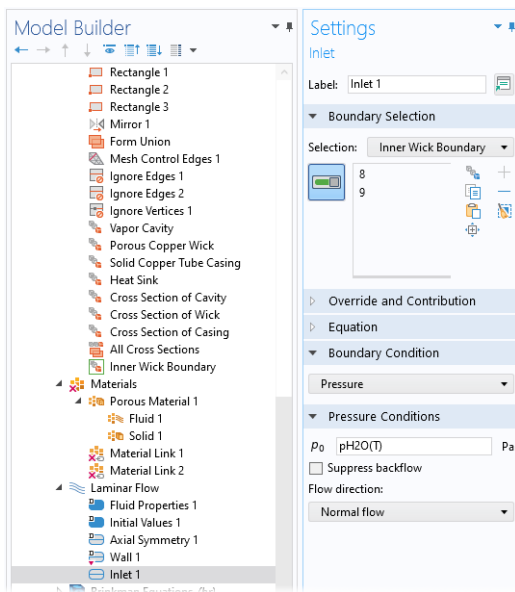 Model Builder
Rectangle 1
Rectangle 2
Rectangle 3
Mirror 1
Form Union
Mesh Control Edges 1
Ignore Edges 1
Ignore Edges 2
Ignore Vertices 1
Vapor Cavity
Porous Copper Wick
Solid Copper Tube Casing
Heat Sink
Cross Section of Cavity
Cross Section of Wick
Cross Section of Casing
All Cross Sections
Inner Wick Boundary
Materials
Porous Material 1
Fluid 1
Solid 1
Material Link 1
Material Link 2
Laminar Flow
Fluid Properties 1
Initial Values 1
Axial Symmetry 1
Wall 1
Inlet 1
Brinkman Equations (br)
Settings
Inlet
Label: Inlet 1
Boundary Selection
Selection: Inner Wick Boundary
8
9
Override and Contribution
Equation
Boundary Condition
Pressure
Pressure Conditions
p0 pH2O(T) Pa
Suppress backflow
Flow direction:
Normal flow